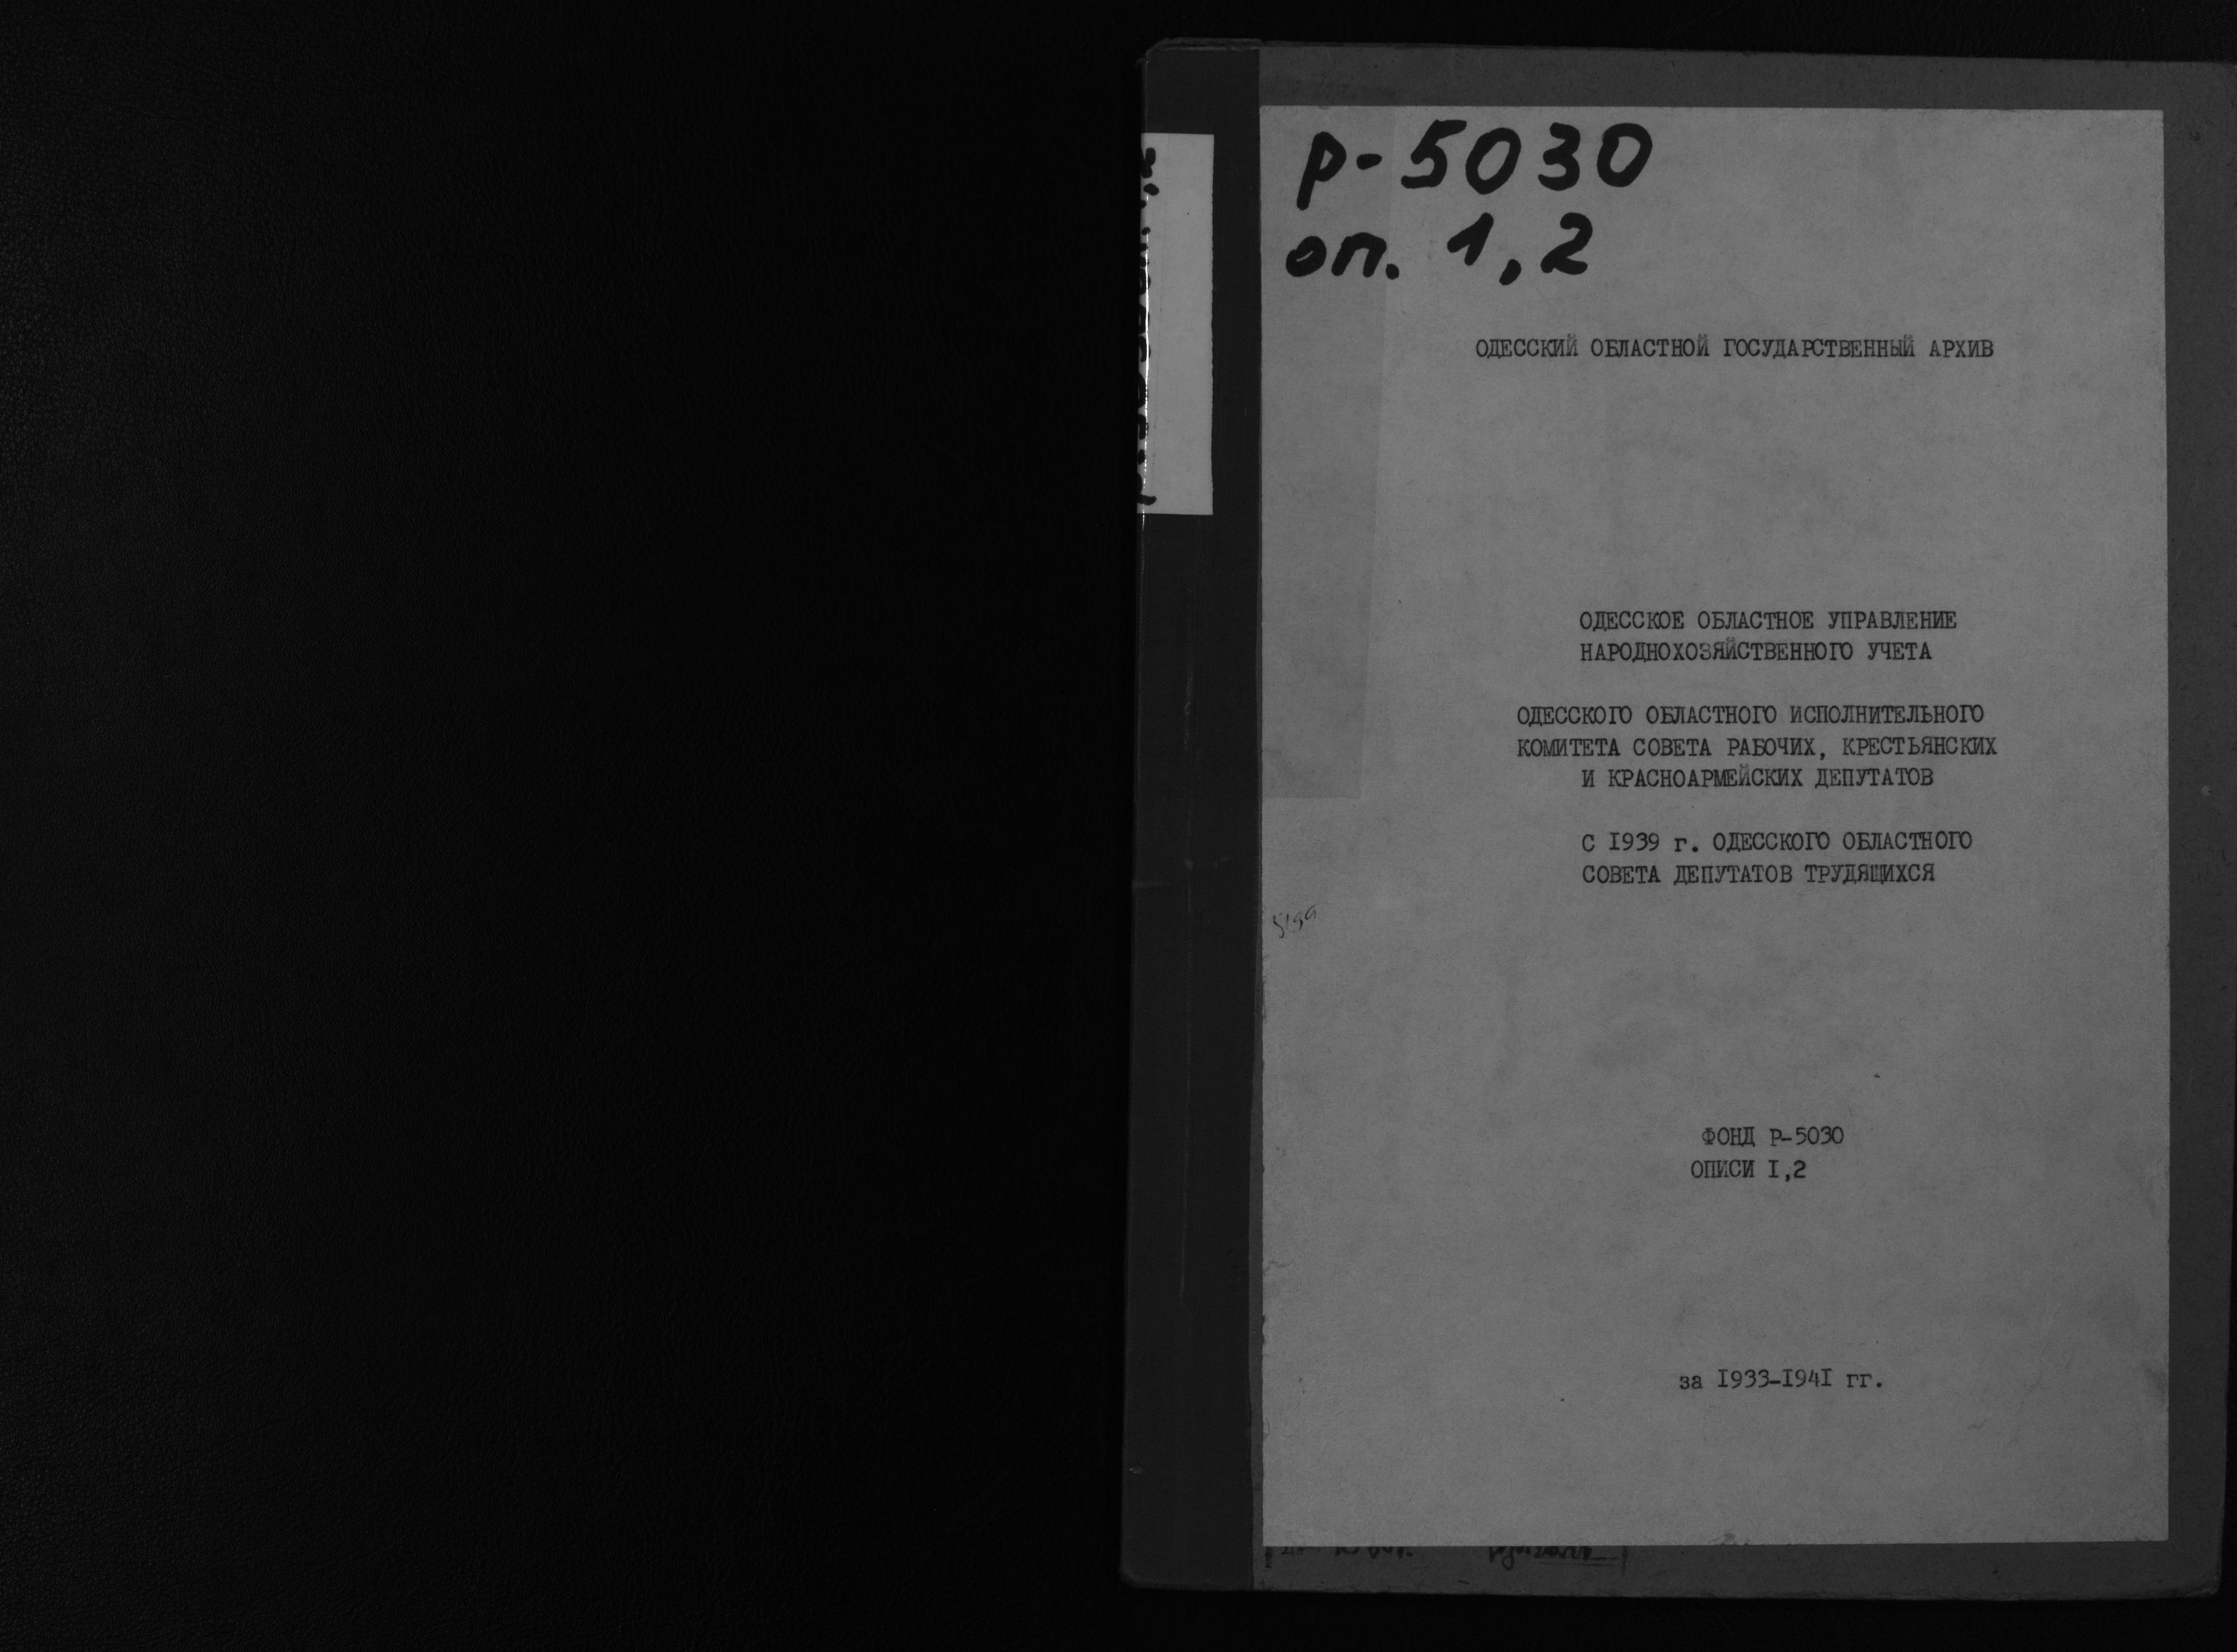 р-5030
оп. 1,2
ОДЕССКИЙ ОБЛАСТНОЙ ГОСУДАРСТВЕННЫЙ АРХИВ
ОДЕССКОЕ ОБЛАСТНОЕ УПРАВЛЕНИЕ
НАРОДНОХОЗЯЙСТВЕННОГО УЧЕТА
ОДЕССКОГО ОБЛАСТНОГО ИСПОЛНИТЕЛЬНОГО
КОМИТЕТА СОВЕТА РАБОЧИХ, КРЕСТЬЯНСКИХ
И КРАСНОАРМЕЙСКИХ ДЕПУТАТОВ
С I939 г. ОДЕССКОГО ОБЛАСТНОГО
СОВЕТА ДЕПУТАТОВ ТРУДЯЩИХСЯ
ФОНД Р-5030
ОПИСИ I,2
за I933-I94I гг.